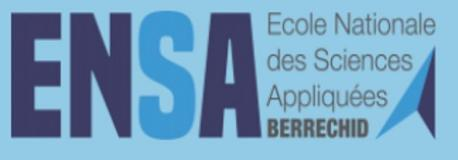 ENSA
Ecole Nationale
des Sciences
Appliquées
BERRECHID